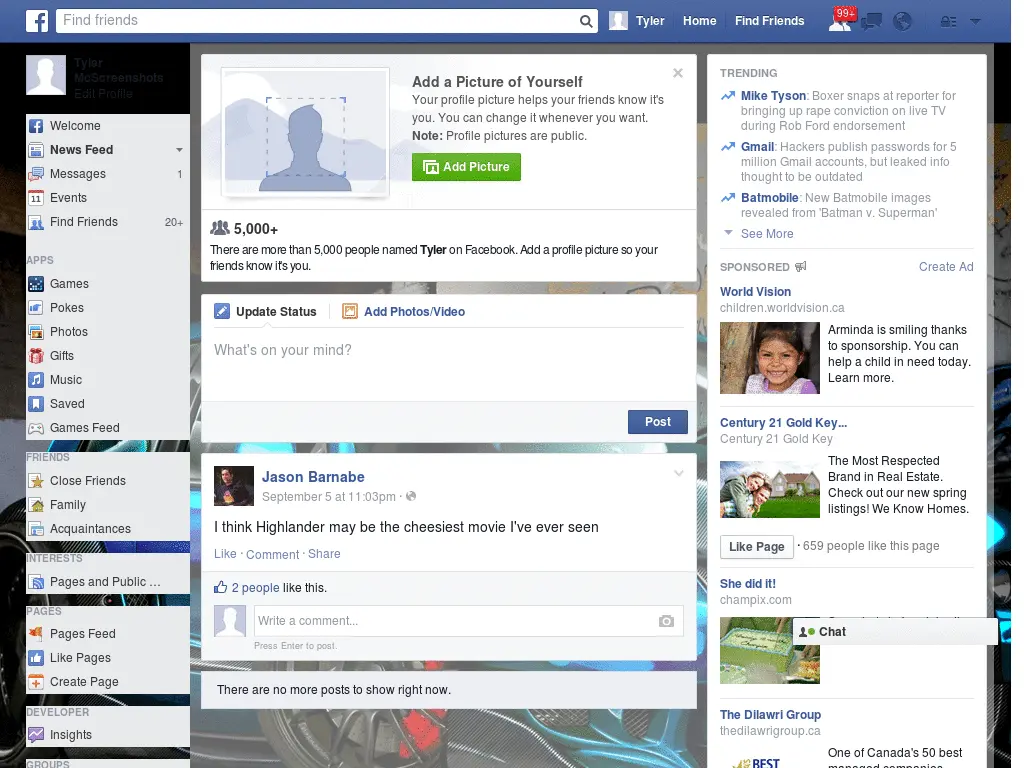 Find friends
Tyler
Home
Find Friends
99+
Tyler
McScreenshots
Edit Profile
Welcome
News Feed
Messages 1
11 Events
Find Friends 20+
APPS
Games
Pokes
Photos
Gifts
Music
Saved
Games Feed
FRIENDS
Close Friends
Family
Acquaintances
INTERESTS
Pages and Public ...
PAGES
Pages Feed
Like Pages
Create Page
DEVELOPER
Insights
GROUPS
Add a Picture of Yourself
Your profile picture helps your friends know it's
you. You can change it whenever you want.
Note: Profile pictures are public.
Add Picture
5,000+
There are more than 5,000 people named Tyler on Facebook. Add a profile picture so your
friends know it's you.
Update Status
Add Photos/Video
What's on your mind?
Post
Jason Barnabe
September 5 at 11:03pm ·
I think Highlander may be the cheesiest movie I've ever seen
Like · Comment · Share
2 people like this.
Write a comment...
Press Enter to post.
There are no more posts to show right now.
TRENDING
Mike Tyson: Boxer snaps at reporter for
bringing up rape conviction on live TV
during Rob Ford endorsement
Gmail: Hackers publish passwords for 5
million Gmail accounts, but leaked info
thought to be outdated
Batmobile: New Batmobile images
revealed from 'Batman v. Superman'
See More
SPONSORED
Create Ad
World Vision
children.worldvision.ca
Arminda is smiling thanks
to sponsorship. You can
help a child in need today.
Learn more.
Century 21 Gold Key...
Century 21 Gold Key
The Most Respected
Brand in Real Estate.
Check out our new spring
listings! We Know Homes.
Like Page · 659 people like this page
She did it!
champix.com
Chat
The Dilawri Group
thedilawrigroup.ca
One of Canada's 50 best
managed companies
BEST